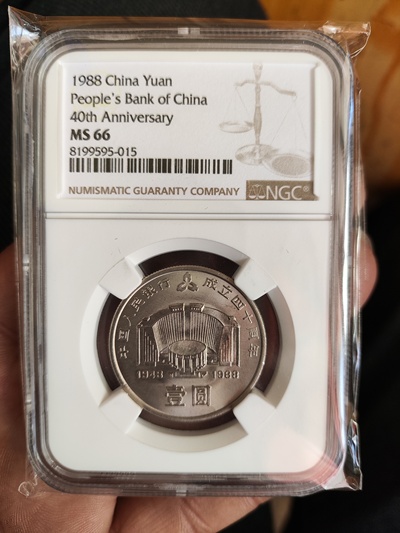 1988 China Yuan
People's Bank of China
40th Anniversary
MS 66
8199595-015
NUMISMATIC GUARANTY COMPANY
NGC®
中国人民银行 成立四十周年
1948 1988
壹圆